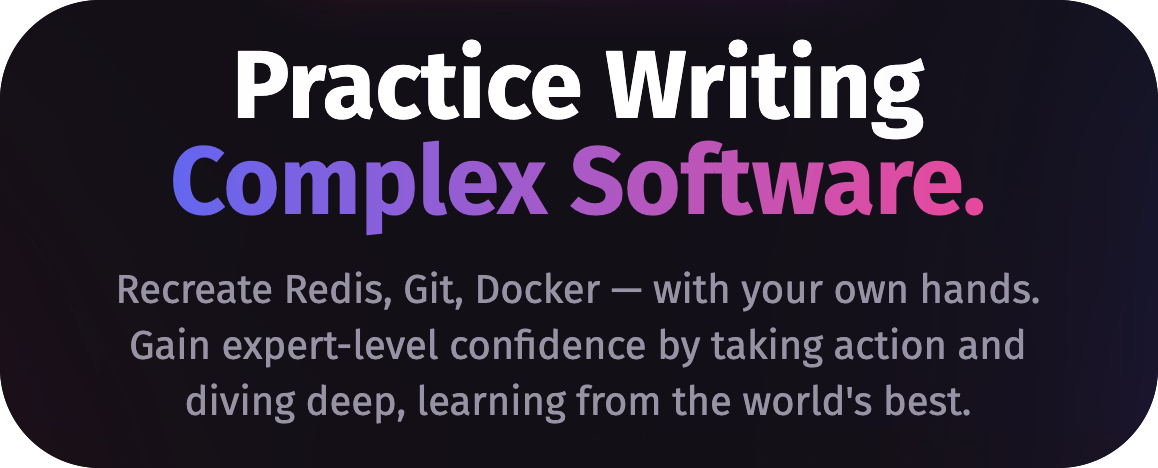 Practice Writing
Complex Software.
Recreate Redis, Git, Docker — with your own hands.
Gain expert-level confidence by taking action and
diving deep, learning from the world's best.